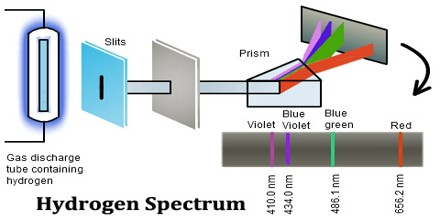 Slits
Prism
Violet
Blue
Violet
Blue
green
Red
Gas discharge
tube containing
hydrogen
410.0 nm
434.0 nm
486.1 nm
656.2 nm
Hydrogen Spectrum